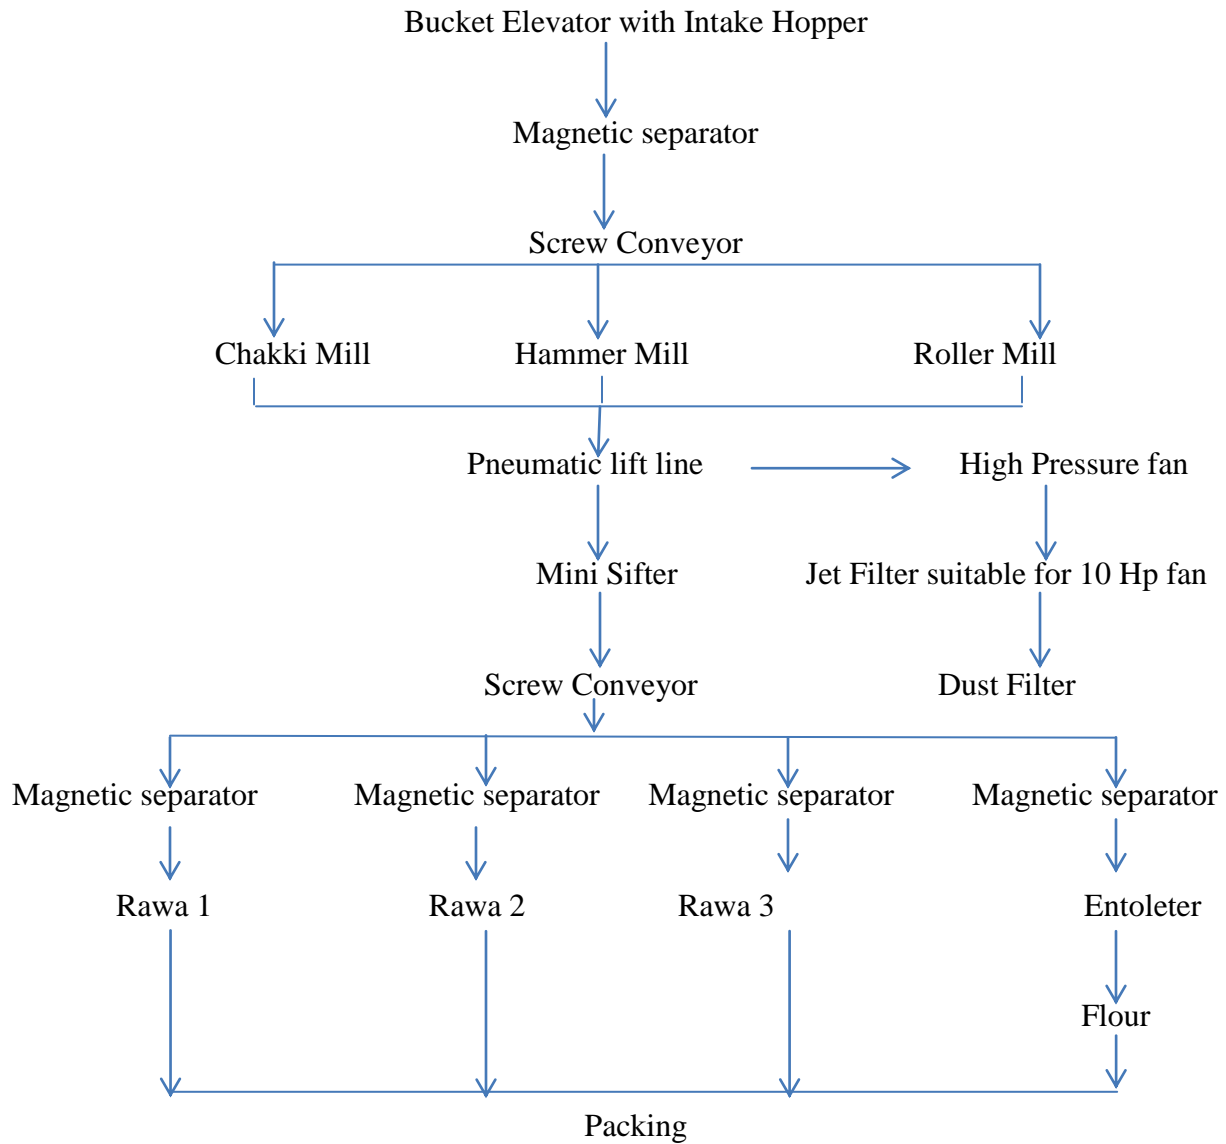 Bucket Elevator with Intake Hopper
Magnetic separator
Screw Conveyor
Chakki Mill
Hammer Mill
Roller Mill
Pneumatic lift line
High Pressure fan
Mini Sifter
Jet Filter suitable for 10 Hp fan
Screw Conveyor
Dust Filter
Magnetic separator
Magnetic separator
Magnetic separator
Magnetic separator
Rawa 1
Rawa 2
Rawa 3
Entoleter
Flour
Packing